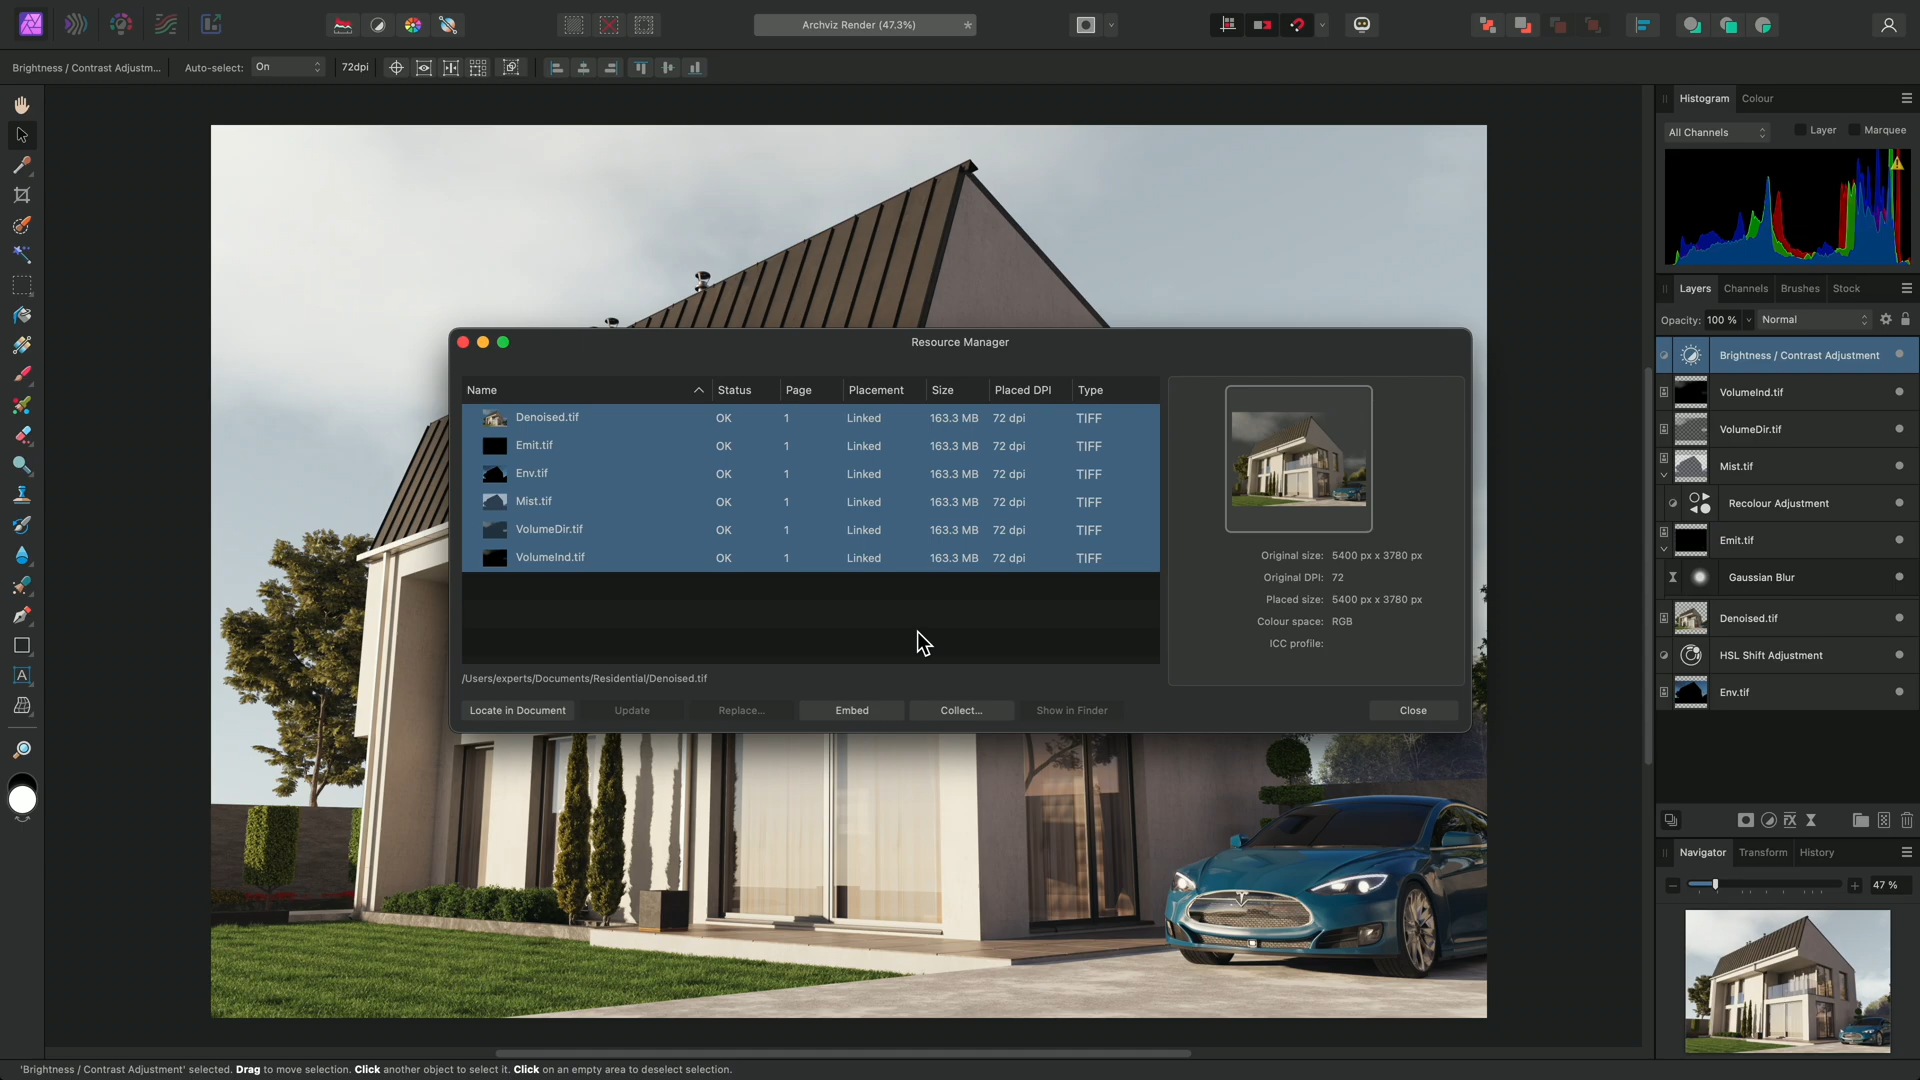 Archviz Render (47.3%)
*
Brightness / Contrast Adjustm...
Auto-select:
On
72dpi
Histogram
Colour
All Channels
Layer
Marquee
Layers
Channels
Brushes
Stock
Opacity:
100 %
Normal
Brightness / Contrast Adjustment
VolumeInd.tif
VolumeDir.tif
Mist.tif
Recolour Adjustment
Emit.tif
Gaussian Blur
Denoised.tif
HSL Shift Adjustment
Env.tif
Resource Manager
Name Status Page Placement Size Placed DPI Type
Denoised.tif OK 1 Linked 163.3 MB 72 dpi TIFF
Emit.tif OK 1 Linked 163.3 MB 72 dpi TIFF
Env.tif OK 1 Linked 163.3 MB 72 dpi TIFF
Mist.tif OK 1 Linked 163.3 MB 72 dpi TIFF
VolumeDir.tif OK 1 Linked 163.3 MB 72 dpi TIFF
VolumeInd.tif OK 1 Linked 163.3 MB 72 dpi TIFF
Original size: 5400 px x 3780 px
Original DPI: 72
Placed size: 5400 px x 3780 px
Colour space: RGB
ICC profile:
/Users/experts/Documents/Residential/Denoised.tif
Locate in Document
Update
Replace...
Embed
Collect...
Show in Finder
Close
Navigator
Transform
History
47 %
'Brightness / Contrast Adjustment' selected. Drag to move selection. Click another object to select it. Click on an empty area to deselect selection.